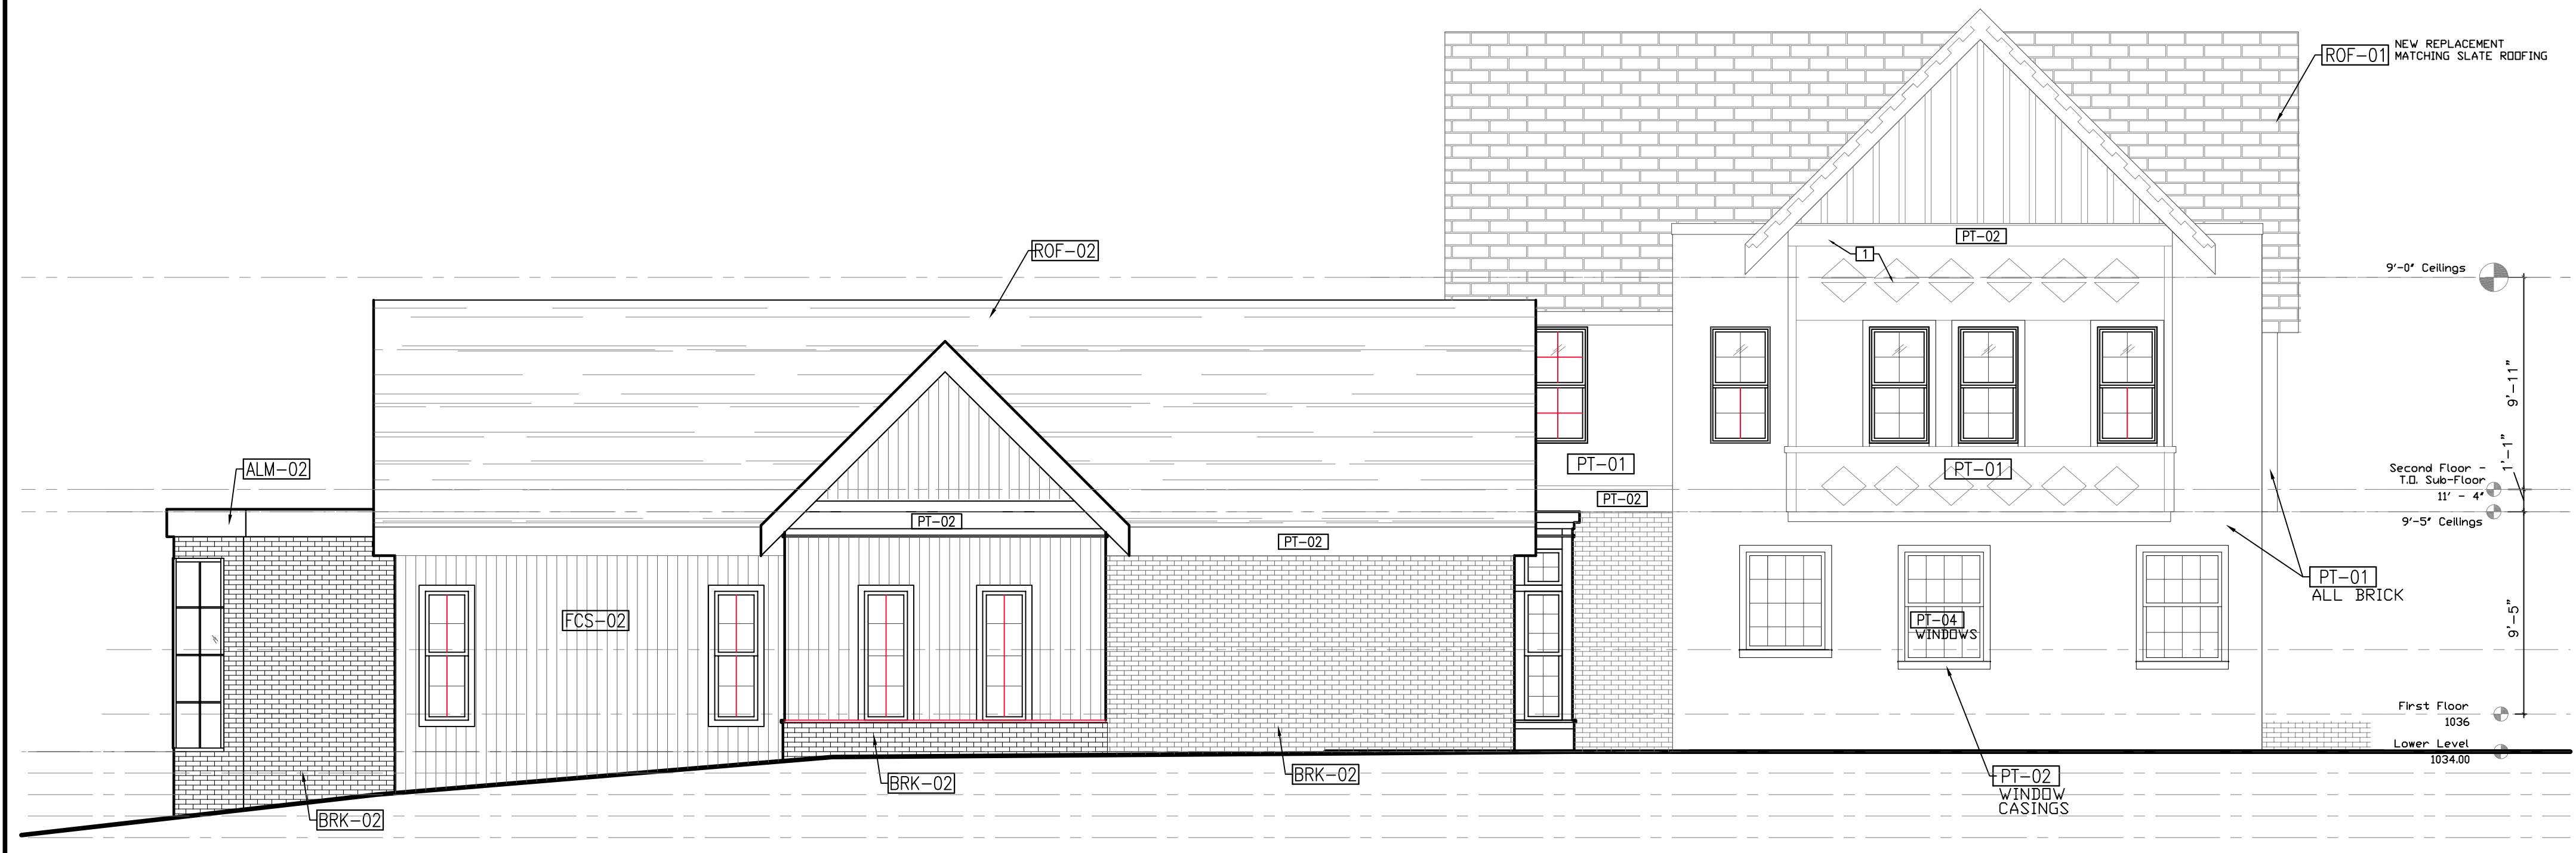 ROF-01
NEW REPLACEMENT
MATCHING SLATE ROOFING
PT-02
1
ROF-02
9'-0" Ceilings
9'-11"
ALM-02
PT-01
PT-01
Second Floor -
T.O. Sub-Floor
11' - 4"
1'-1"
PT-02
PT-02
PT-02
9'-5" Ceilings
PT-01
ALL BRICK
FCS-02
PT-04
WINDOWS
9'-5"
First Floor
1036
Lower Level
1034.00
BRK-02
BRK-02
BRK-02
PT-02
WINDOW
CASINGS